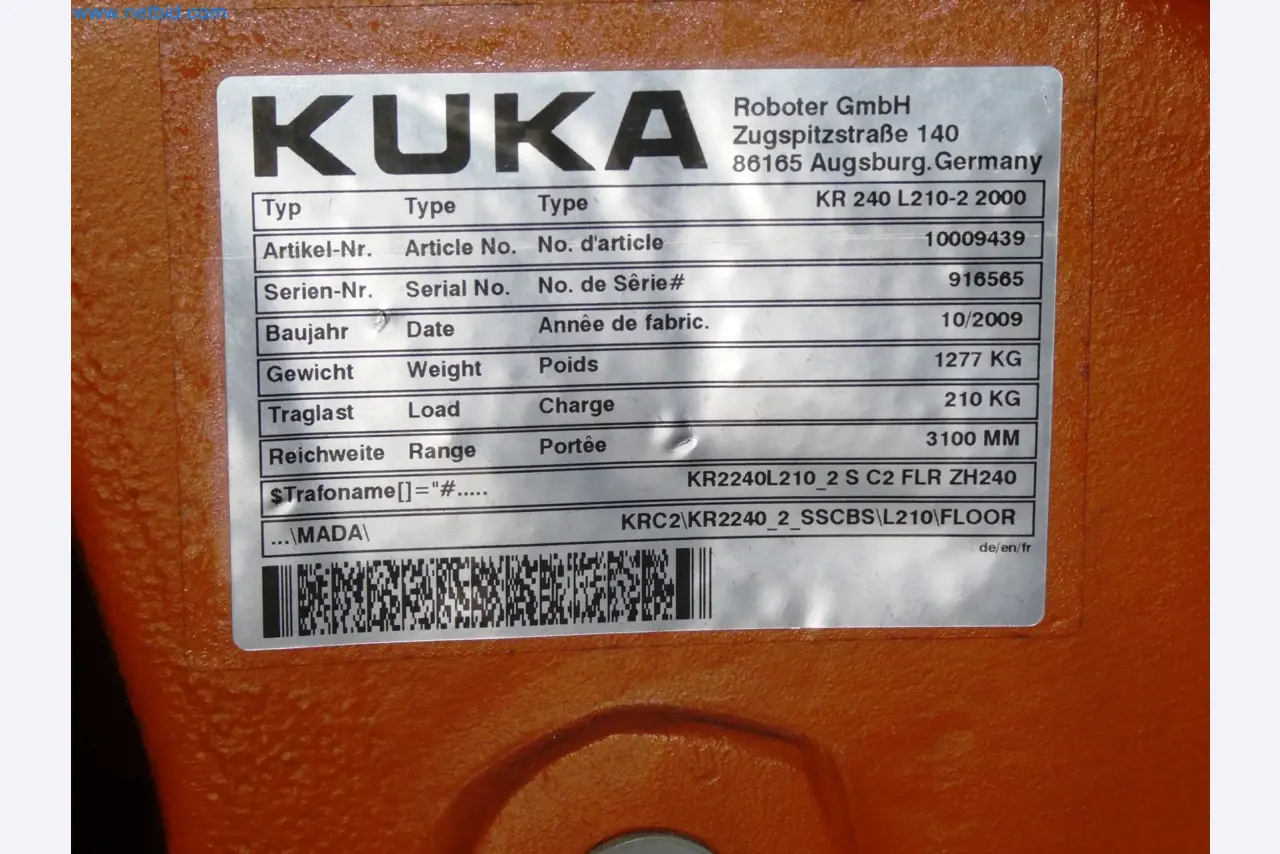 www.netbid.com
KUKA
Roboter GmbH
Zugspitzstraße 140
86165 Augsburg.Germany
Typ Type Type KR 240 L210-2 2000
Artikel-Nr. Article No. No. d'article 10009439
Serien-Nr. Serial No. No. de Sêrie# 916565
Baujahr Date Annêe de fabric. 10/2009
Gewicht Weight Poids 1277 KG
Traglast Load Charge 210 KG
Reichweite Range Portêe 3100 MM
$Trafoname[]="#..... KR2240L210_2 S C2 FLR ZH240
...\MADA\ KRC2\KR2240_2_SSCBS\L210\FLOOR
de/en/fr